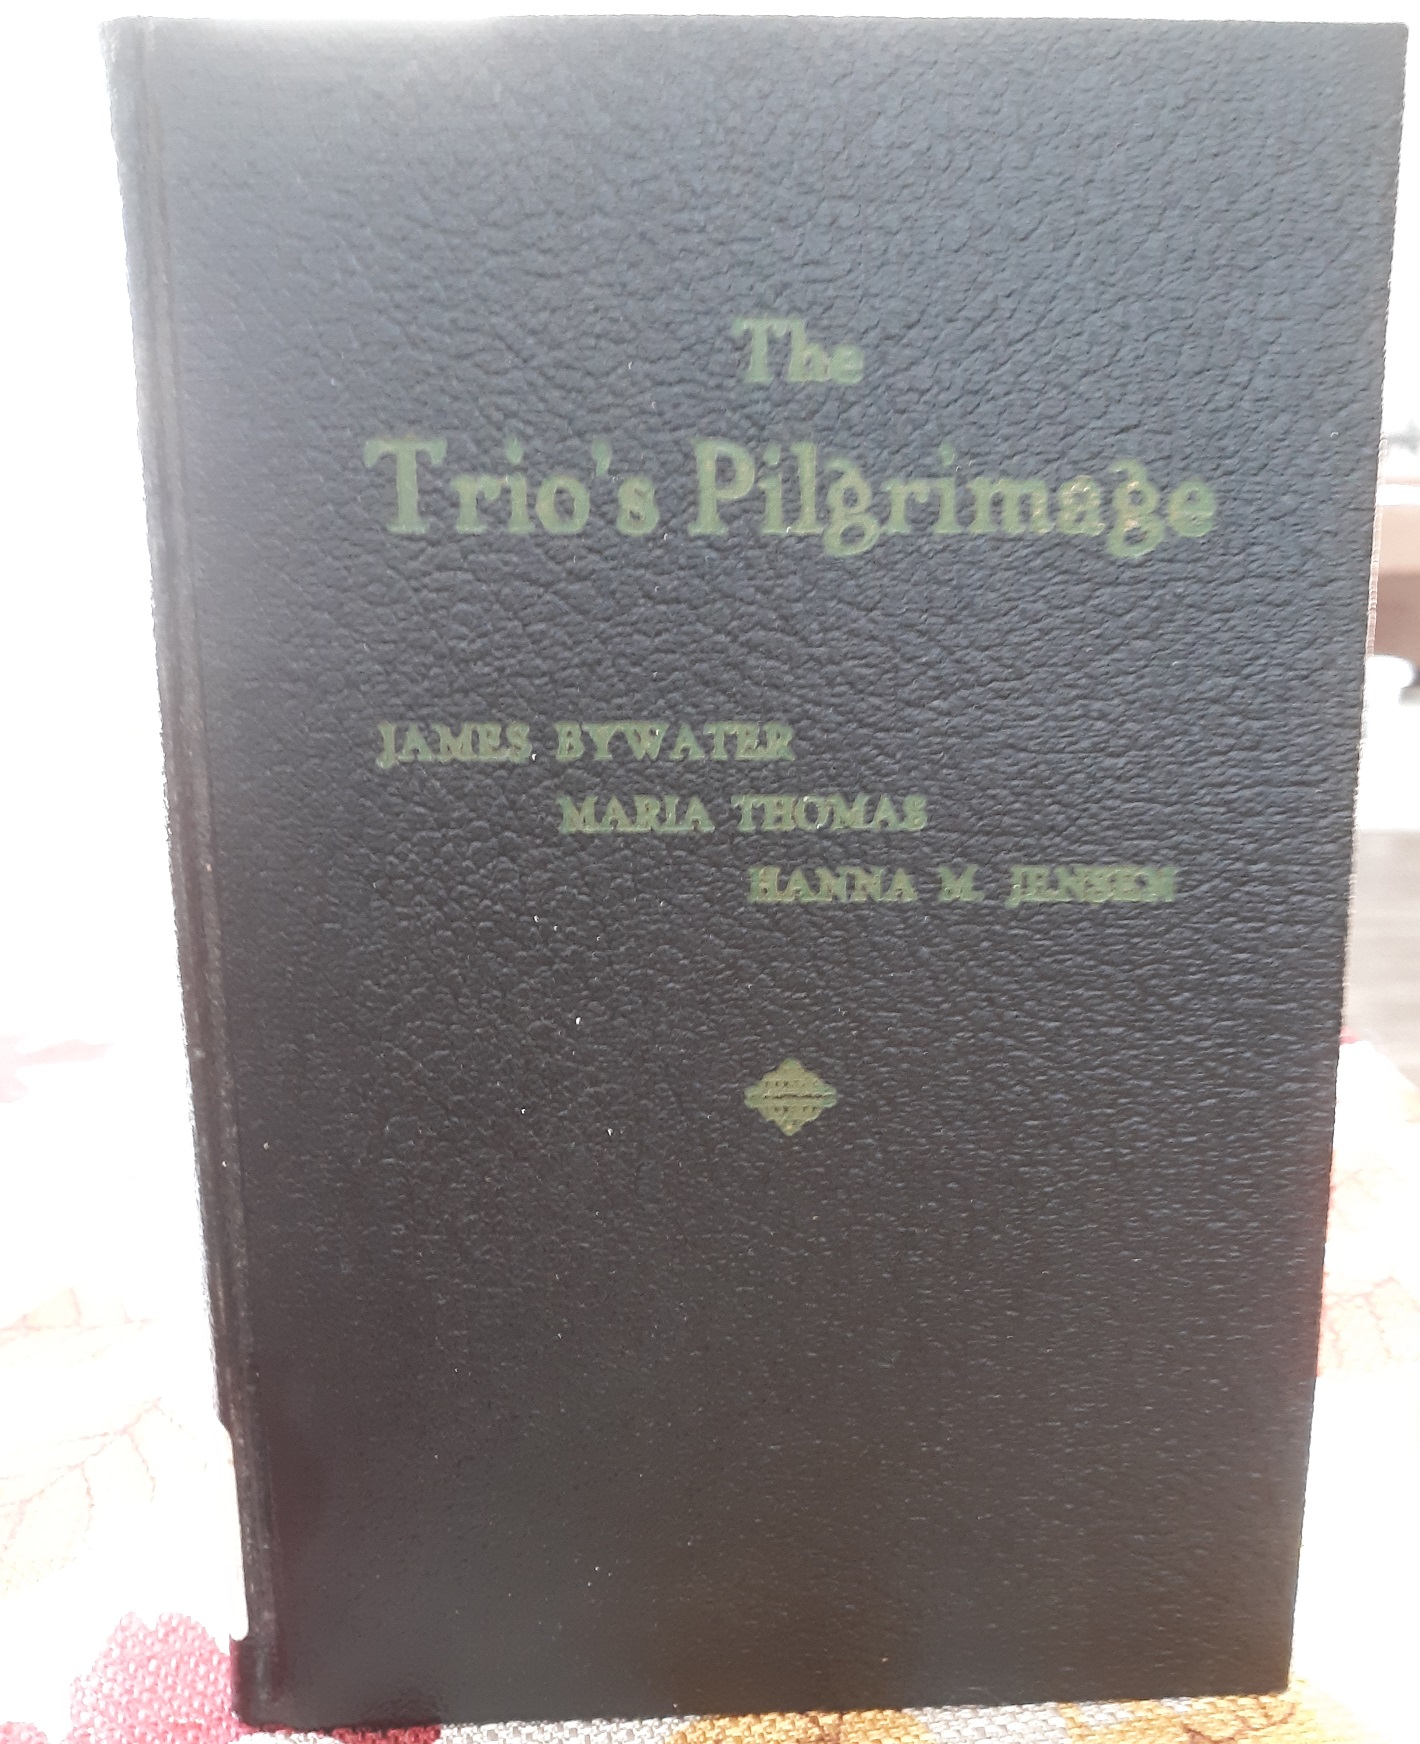 The
Trio's Pilgrimage
JAMES BYWATER
MARIA THOMAS
HANNA M. JENSEN